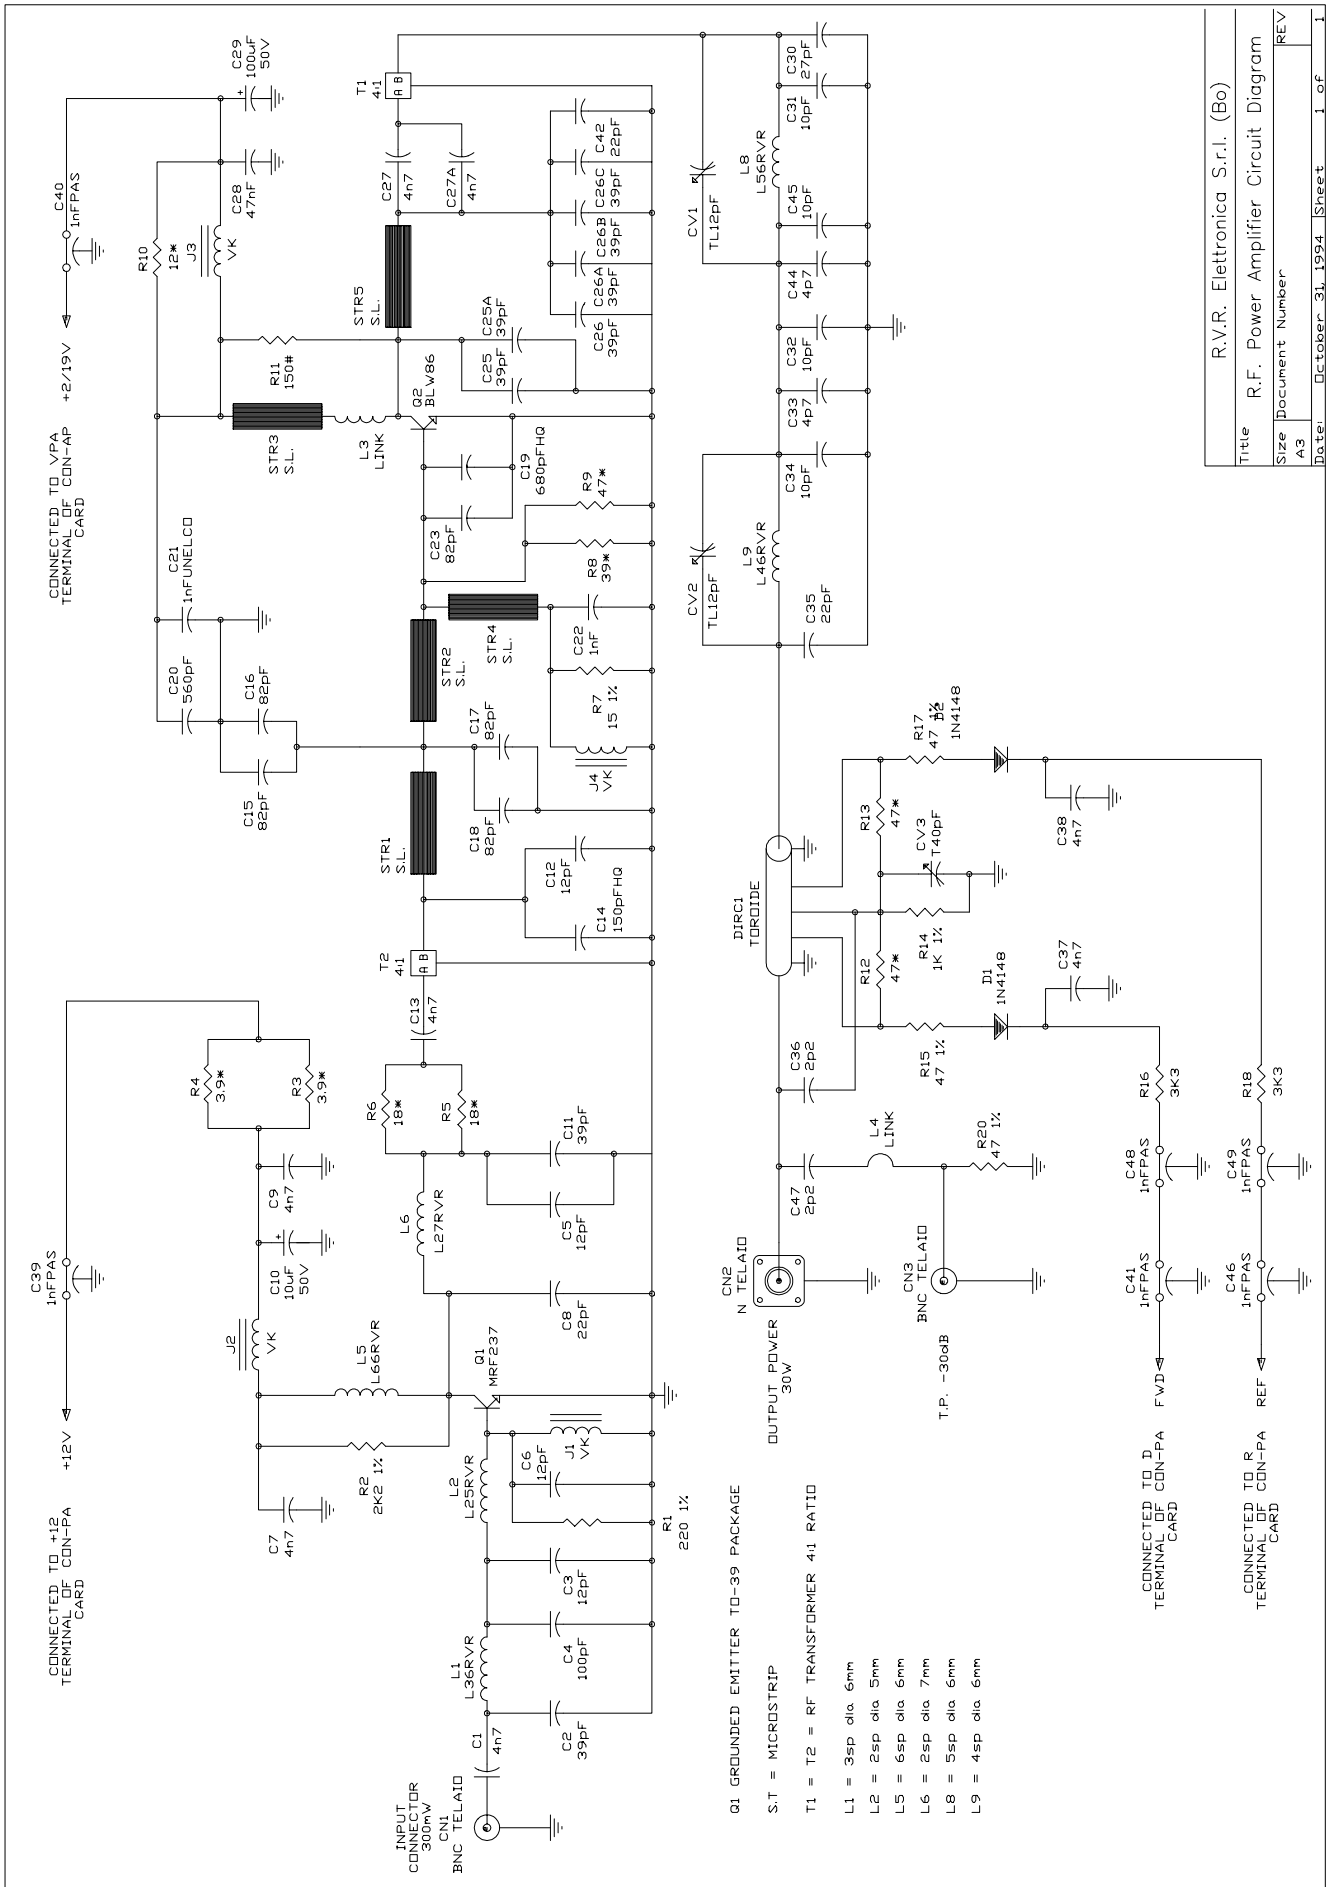 CONNECTED TO +12
TERMINAL OF CON-PA
CARD
+12V
C39
1nFPAS
CONNECTED TO VPA
TERMINAL OF CON-AP
CARD
+2/19V
C40
1nFPAS
C7
4n7
R2
2K2 1%
L5
L66RVR
J2
VK
C10
10uF
50V
+
C9
4n7
R4
3.9*
R3
3.9*
INPUT
CONNECTOR
300mW
CN1
BNC TELAIO
C1
4n7
C2
39pF
L1
L36RVR
C4
100pF
C3
12pF
L2
L25RVR
R1
220 1%
C6
12pF
J1
VK
Q1
MRF237
C8
22pF
L6
L27RVR
C5
12pF
C11
39pF
R6
18*
R5
18*
C13
4n7
T2
4:1
A B
C14
150pFHQ
C12
12pF
STR1
S.L.
C15
82pF
C16
82pF
C20
560pF
C21
1nFUNELCO
C18
82pF
C17
82pF
J4
VK
R7
15 1%
C22
1nF
STR2
S.L.
STR4
S.L.
R8
39*
R9
47*
C23
82pF
C19
680pFHQ
Q2
BLW86
L3
LINK
STR3
S.L.
R11
150#
R10
12*
J3
VK
C28
47nF
C29
100uF
50V
+
STR5
S.L.
C25
39pF
C25A
39pF
C26
39pF
C26A
39pF
C26B
39pF
C26C
39pF
C42
22pF
C27
4n7
C27A
4n7
T1
4:1
A B
CV1
TL12pF
CV2
TL12pF
L8
L56RVR
L9
L46RVR
C30
27pF
C31
10pF
C45
10pF
C44
4p7
C32
10pF
C33
4p7
C34
10pF
C35
22pF
DIRC1
TOROIDE
R12
47*
R13
47*
R14
1K 1%
CV3
T40pF
R15
47 1%
R17
47 1%
D1
1N4148
D2
1N4148
C37
4n7
C38
4n7
C36
2p2
C47
2p2
L4
LINK
R20
47 1%
CN2
N TELAIO
OUTPUT POWER
30W
CN3
BNC TELAIO
T.P. -30dB
R16
3K3
R18
3K3
C48
1nFPAS
C49
1nFPAS
C41
1nFPAS
C46
1nFPAS
FWD
CONNECTED TO D
TERMINAL OF CON-PA
CARD
REF
CONNECTED TO R
TERMINAL OF CON-PA
CARD
Q1 GROUNDED EMITTER TO-39 PACKAGE
S.T = MICROSTRIP
T1 = T2 = RF TRANSFORMER 4:1 RATIO
L1 = 3sp dia 6mm
L2 = 2sp dia 5mm
L5 = 6sp dia 6mm
L6 = 2sp dia 7mm
L8 = 5sp dia 6mm
L9 = 4sp dia 6mm
R.V.R. Elettronica S.r.l. (Bo)
Title
R.F. Power Amplifier Circuit Diagram
Size Document Number REV
A3
Date: October 31, 1994 Sheet 1 of 1